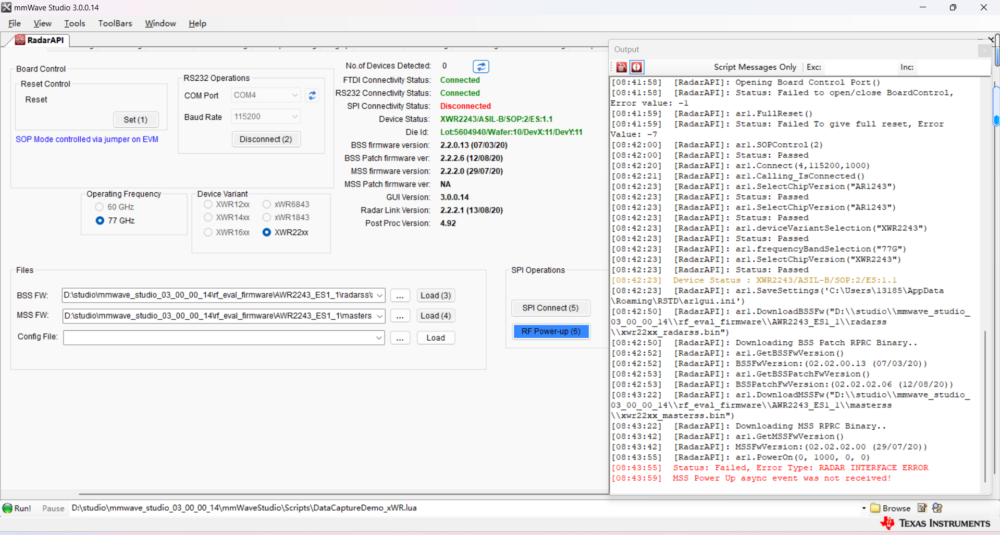 mmWave Studio 3.0.0.14
File View Tools ToolBars Window Help
RadarAPI
Board Control
Reset Control
Reset
Set (1)
SOP Mode controlled via jumper on EVM
RS232 Operations
COM Port COM4
Baud Rate 115200
Disconnect (2)
No.of Devices Detected: 0
FTDI Connectivity Status: Connected
RS232 Connectivity Status: Connected
SPI Connectivity Status: Disconnected
Device Status: XWR2243/ASIL-B/SOP:2/ES:1.1
Die Id: Lot:5604940/Wafer:10/DevX:11/DevY:11
BSS firmware version: 2.2.0.13 (07/03/20)
BSS Patch firmware ver: 2.2.2.6 (12/08/20)
MSS firmware version: 2.2.2.0 (29/07/20)
MSS Patch firmware ver: NA
GUI Version: 3.0.0.14
Radar Link Version: 2.2.2.1 (13/08/20)
Post Proc Version: 4.92
Operating Frequency
60 GHz
77 GHz
Device Variant
XWR12xx xWR6843
XWR14xx xWR1843
XWR16xx XWR22xx
Files
BSS FW: D:\studio\mmwave_studio_03_00_00_14\rf_eval_firmware\AWR2243_ES1_1\radarss\ ... Load (3)
MSS FW: D:\studio\mmwave_studio_03_00_00_14\rf_eval_firmware\AWR2243_ES1_1\masters ... Load (4)
Config File: ... Load
SPI Operations
SPI Connect (5)
RF Power-up (6)
Output
Script Messages Only Exc: Inc:
[08:41:58] [RadarAPI]: Opening Board Control Port()
[08:41:58] [RadarAPI]: Status: Failed to open/close BoardControl,
Error value: -1
[08:41:59] [RadarAPI]: ar1.FullReset()
[08:41:59] [RadarAPI]: Status: Failed To give full reset, Error
Value: -7
[08:42:00] [RadarAPI]: ar1.SOPControl(2)
[08:42:00] [RadarAPI]: Status: Passed
[08:42:20] [RadarAPI]: ar1.Connect(4,115200,1000)
[08:42:21] [RadarAPI]: ar1.Calling_IsConnected()
[08:42:23] [RadarAPI]: ar1.SelectChipVersion("AR1243")
[08:42:23] [RadarAPI]: Status: Passed
[08:42:23] [RadarAPI]: ar1.SelectChipVersion("AR1243")
[08:42:23] [RadarAPI]: Status: Passed
[08:42:23] [RadarAPI]: ar1.deviceVariantSelection("XWR2243")
[08:42:23] [RadarAPI]: Status: Passed
[08:42:23] [RadarAPI]: ar1.frequencyBandSelection("77G")
[08:42:23] [RadarAPI]: ar1.SelectChipVersion("XWR2243")
[08:42:23] [RadarAPI]: Status: Passed
[08:42:23] Device Status : XWR2243/ASIL-B/SOP:2/ES:1.1
[08:42:23] [RadarAPI]: ar1.SaveSettings('C:\Users\13185\AppData
\Roaming\RSTD\ar1gui.ini')
[08:42:50] [RadarAPI]: ar1.DownloadBSSFw("D:\\studio\\mmwave_studio_
03_00_00_14\\rf_eval_firmware\\AWR2243_ES1_1\\radarss
\\xwr22xx_radarss.bin")
[08:42:50] [RadarAPI]: Downloading BSS Patch RPRC Binary..
[08:42:52] [RadarAPI]: ar1.GetBSSFwVersion()
[08:42:52] [RadarAPI]: BSSFwVersion:(02.02.00.13 (07/03/20))
[08:42:53] [RadarAPI]: ar1.GetBSSPatchFwVersion()
[08:42:53] [RadarAPI]: BSSPatchFwVersion:(02.02.02.06 (12/08/20))
[08:43:22] [RadarAPI]: ar1.DownloadMSSFw("D:\\studio\\mmwave_studio_
03_00_00_14\\rf_eval_firmware\\AWR2243_ES1_1\\masterss
\\xwr22xx_masterss.bin")
[08:43:22] [RadarAPI]: Downloading MSS RPRC Binary..
[08:43:42] [RadarAPI]: ar1.GetMSSFwVersion()
[08:43:42] [RadarAPI]: MSSFwVersion:(02.02.02.00 (29/07/20))
[08:43:55] [RadarAPI]: ar1.PowerOn(0, 1000, 0, 0)
[08:43:55] Status: Failed, Error Type: RADAR INTERFACE ERROR
[08:43:59] MSS Power Up async event was not received!
Run! Pause D:\studio\mmwave_studio_03_00_00_14\mmWaveStudio\Scripts\DataCaptureDemo_xWR.lua Browse
TEXAS INSTRUMENTS